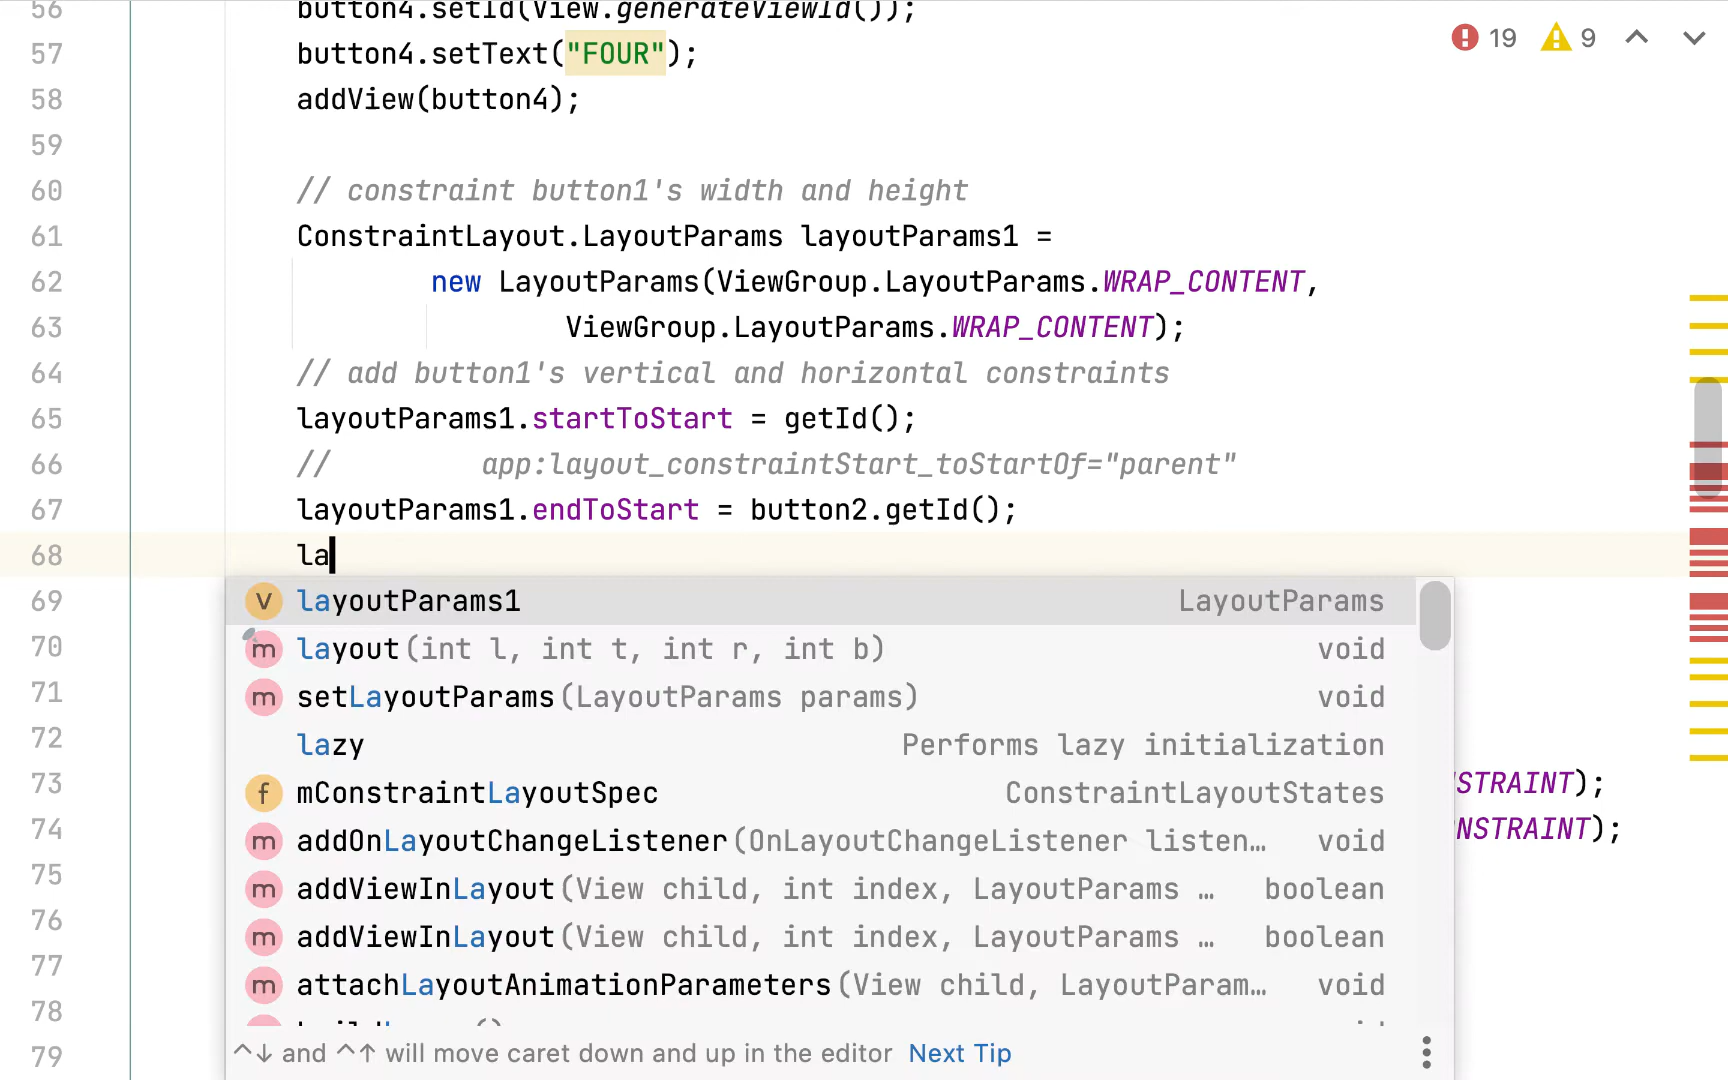 56 button4.setId(View.generateViewId());
19 9
57 button4.setText("FOUR");
58 addView(button4);
59
60 // constraint button1's width and height
61 ConstraintLayout.LayoutParams layoutParams1 =
62 new LayoutParams(ViewGroup.LayoutParams.WRAP_CONTENT,
63 ViewGroup.LayoutParams.WRAP_CONTENT);
64 // add button1's vertical and horizontal constraints
65 layoutParams1.startToStart = getId();
66 // app:layout_constraintStart_toStartOf="parent"
67 layoutParams1.endToStart = button2.getId();
68 la
69 v layoutParams1 LayoutParams
70 m layout(int l, int t, int r, int b) void
71 m setLayoutParams(LayoutParams params) void
72 lazy Performs lazy initialization
73 f mConstraintLayoutSpec ConstraintLayoutStates STRAINT);
74 m addOnLayoutChangeListener(OnLayoutChangeListener listen… void NSTRAINT);
75 m addViewInLayout(View child, int index, LayoutParams … boolean
76 m addViewInLayout(View child, int index, LayoutParams … boolean
77 m attachLayoutAnimationParameters(View child, LayoutParam… void
78
79 ^↓ and ^↑ will move caret down and up in the editor Next Tip